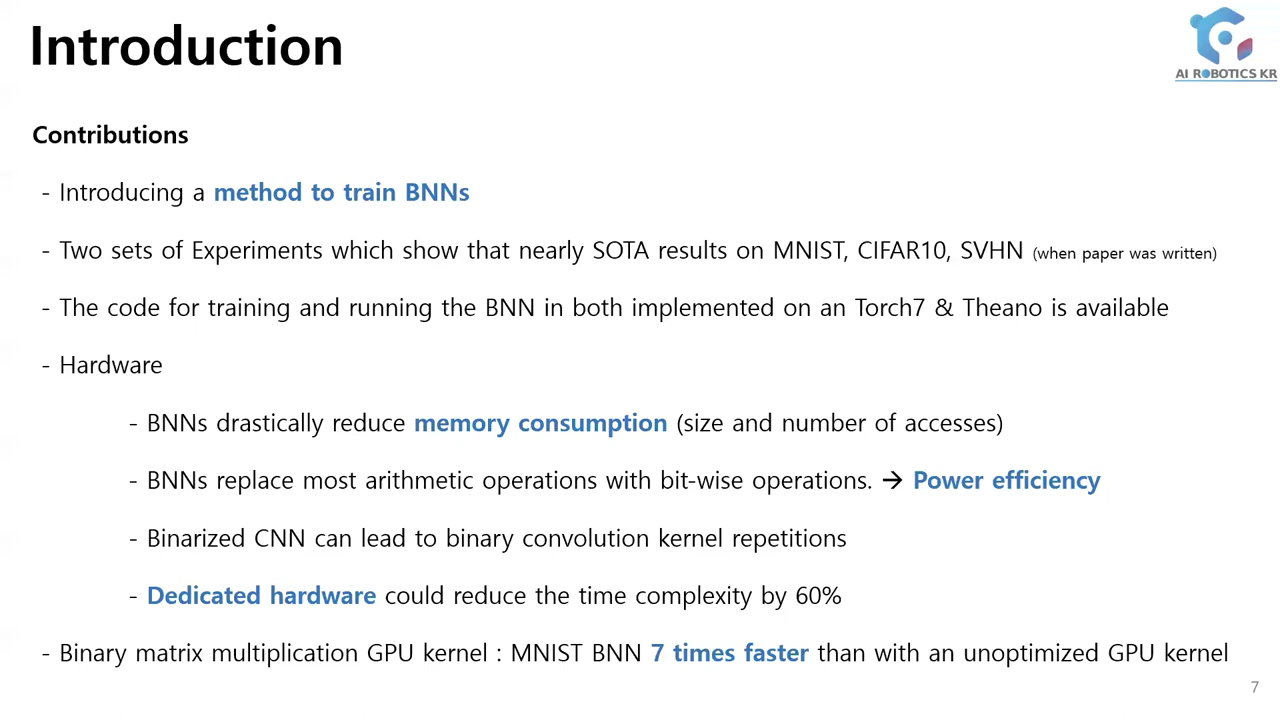 Introduction
AI ROBOTICS KR
Contributions
- Introducing a method to train BNNs
- Two sets of Experiments which show that nearly SOTA results on MNIST, CIFAR10, SVHN (when paper was written)
- The code for training and running the BNN in both implemented on an Torch7 & Theano is available
- Hardware
- BNNs drastically reduce memory consumption (size and number of accesses)
- BNNs replace most arithmetic operations with bit-wise operations. → Power efficiency
- Binarized CNN can lead to binary convolution kernel repetitions
- Dedicated hardware could reduce the time complexity by 60%
- Binary matrix multiplication GPU kernel : MNIST BNN 7 times faster than with an unoptimized GPU kernel
7